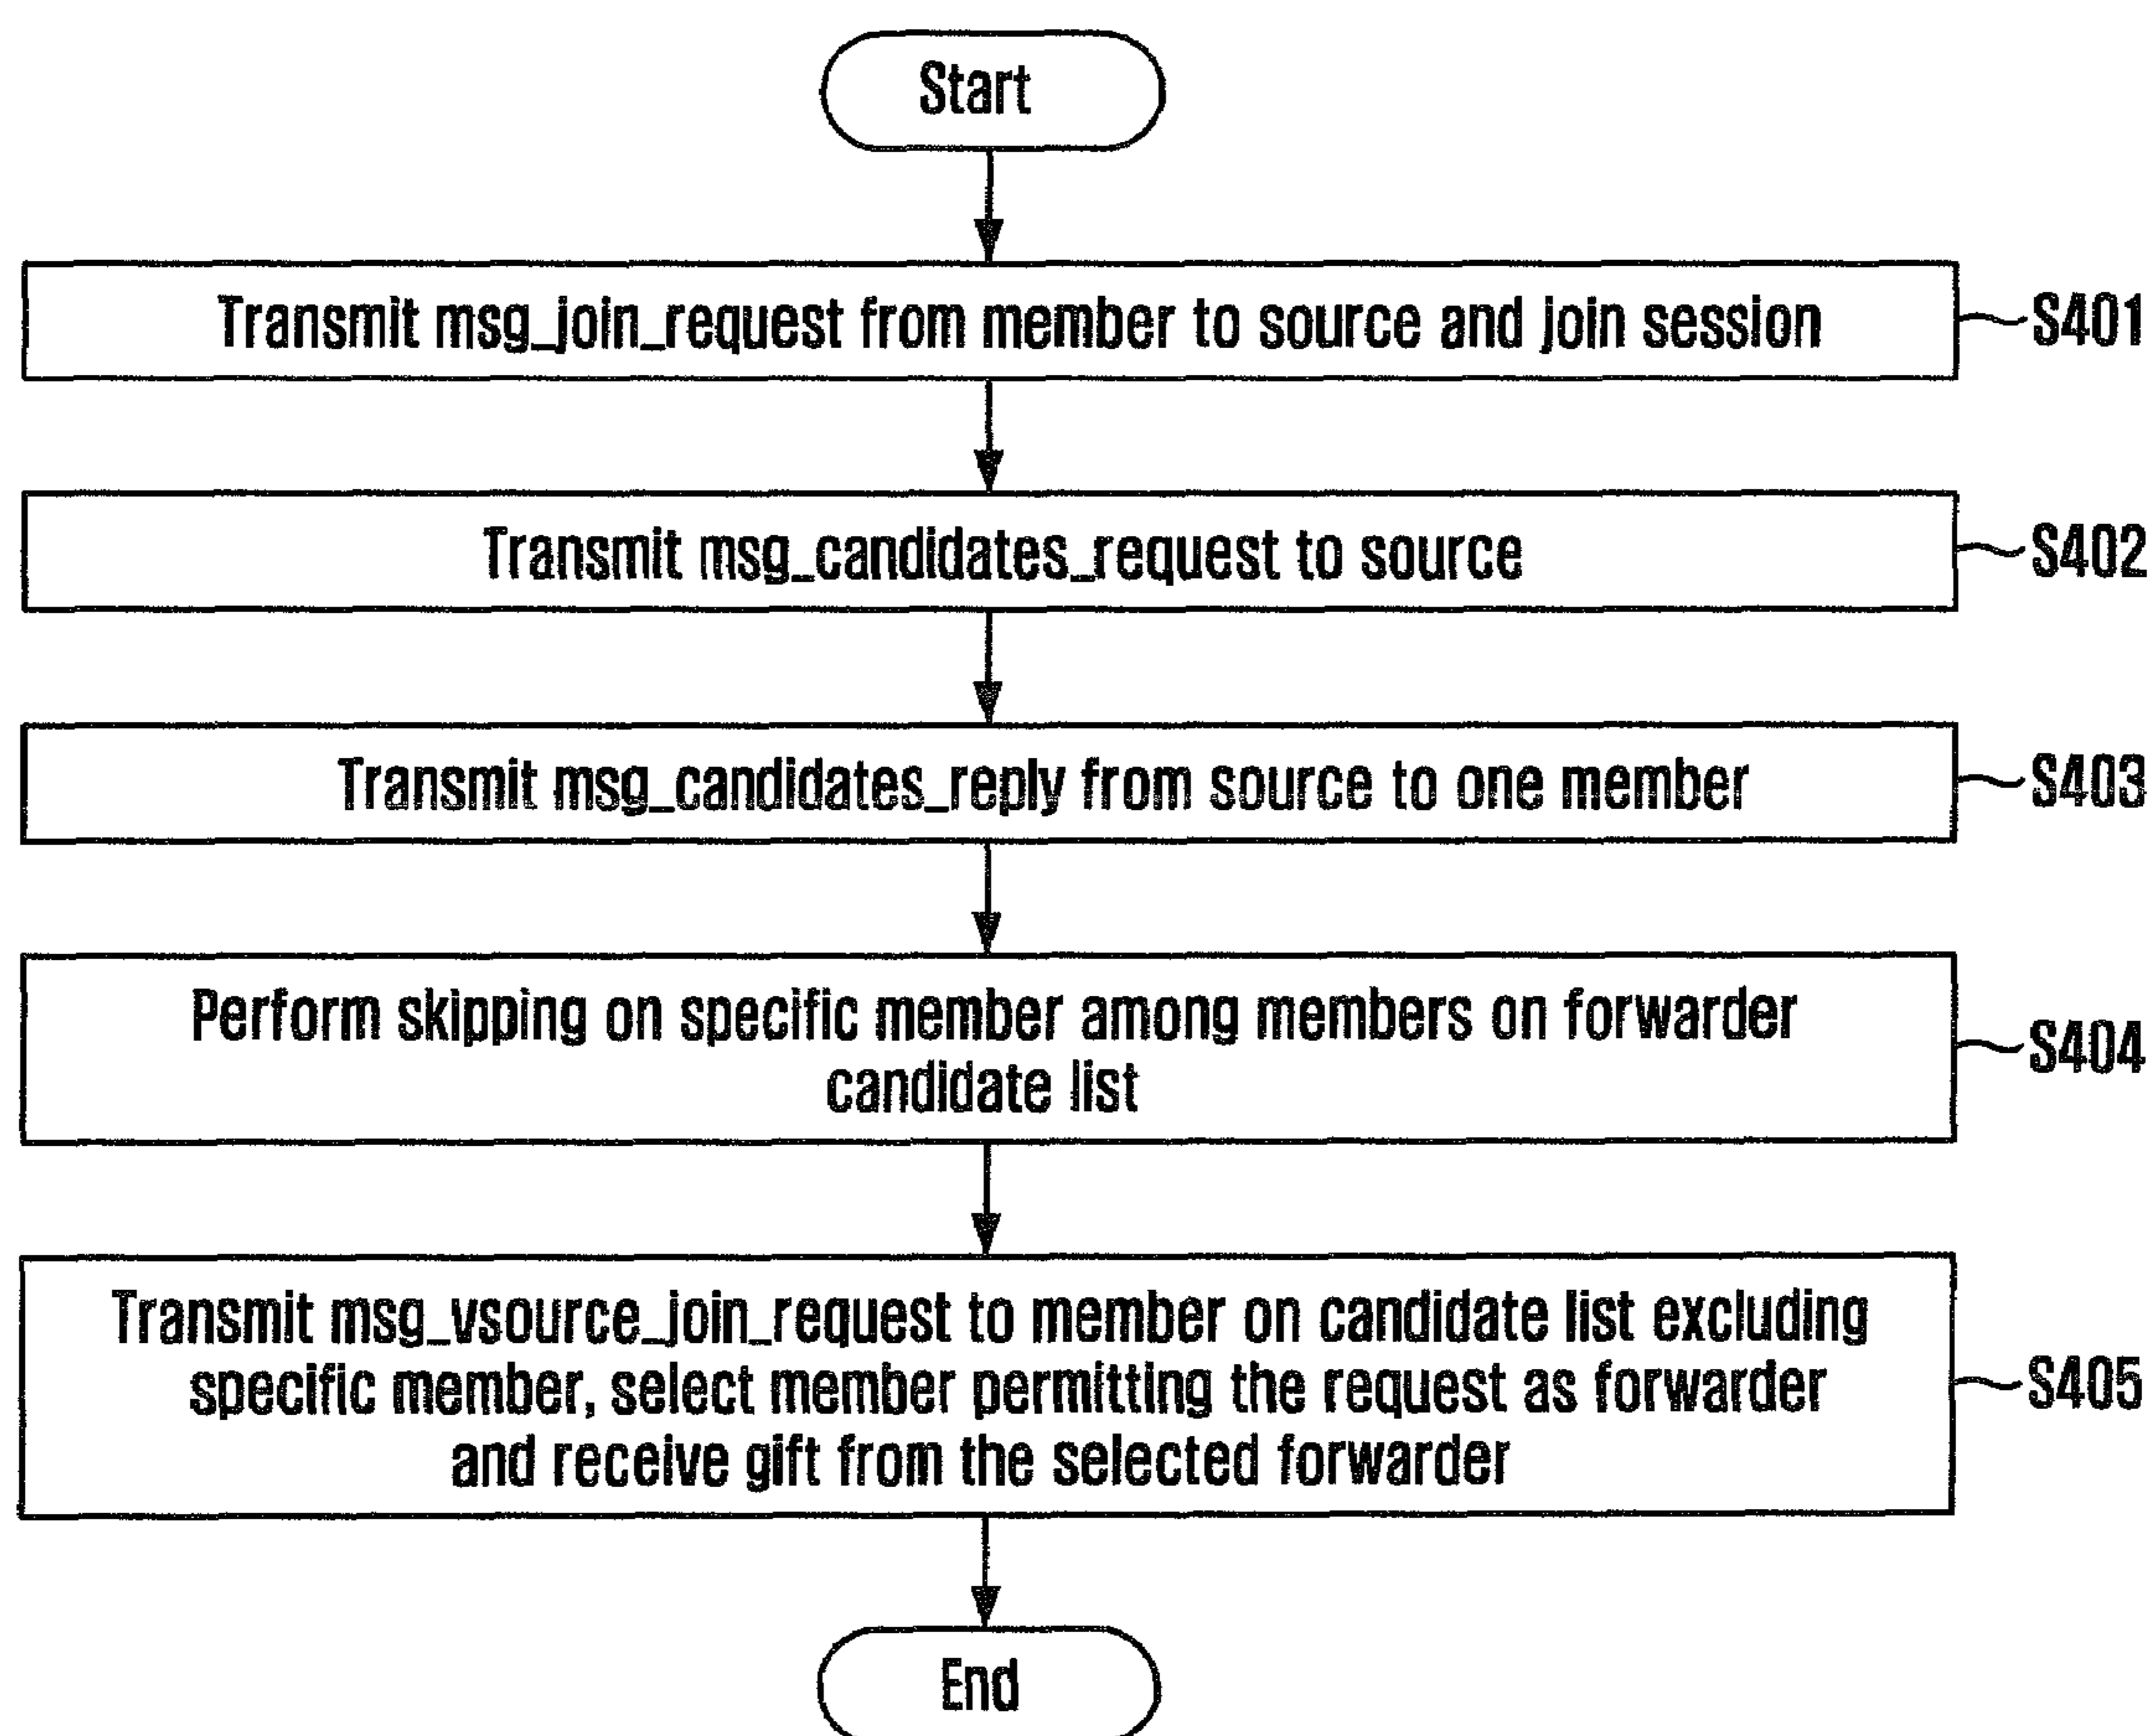 Start
Transmit msg_join_request from member to source and join session
S401
Transmit msg_candidates_request to source
S402
Transmit msg_candidates_reply from source to one member
S403
Perform skipping on specific member among members on forwarder
candidate list
S404
Transmit msg_vsource_join_request to member on candidate list excluding
specific member, select member permitting the request as forwarder
and receive gift from the selected forwarder
S405
End